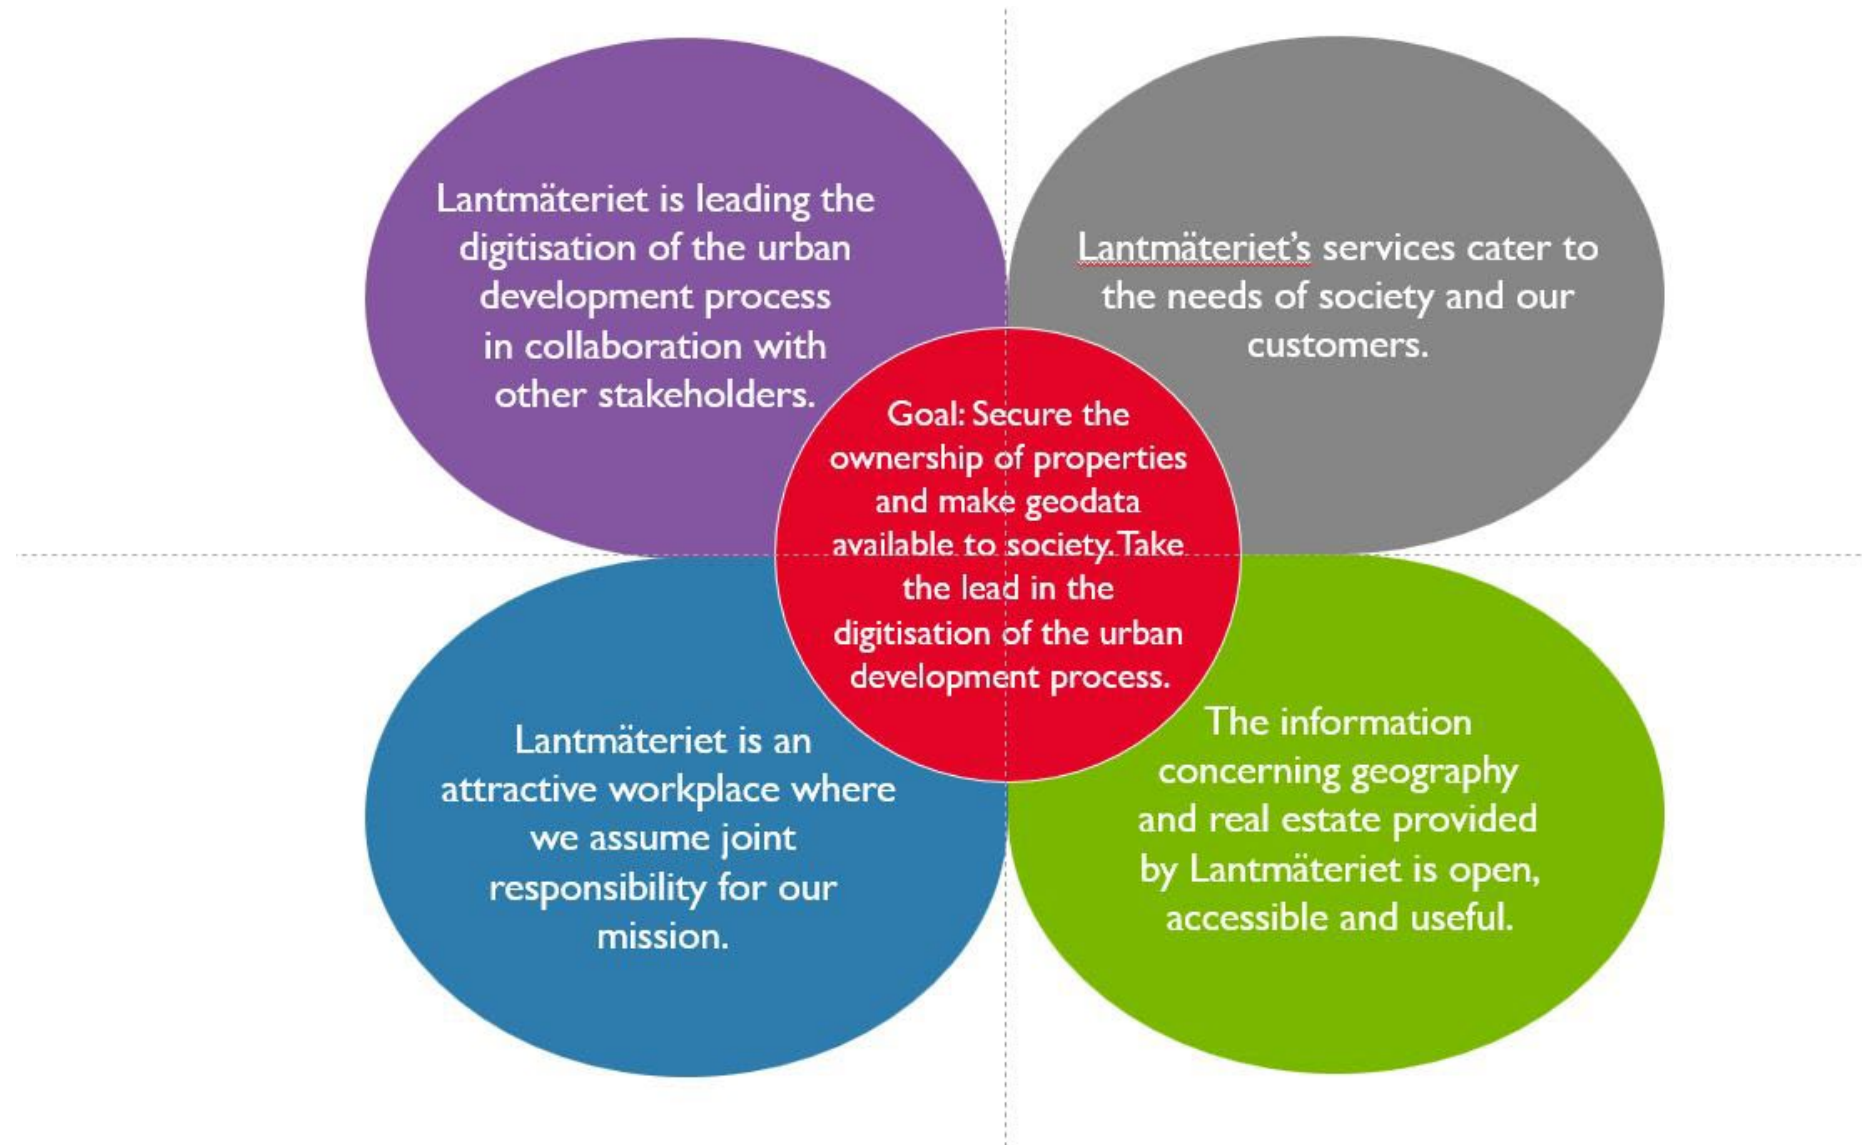 Lantmäteriet is leading the
digitisation of the urban
development process
in collaboration with
other stakeholders.
Lantmäteriet’s services cater to
the needs of society and our
customers.
Goal: Secure the
ownership of properties
and make geodata
available to society. Take
the lead in the
digitisation of the urban
development process.
Lantmäteriet is an
attractive workplace where
we assume joint
responsibility for our
mission.
The information
concerning geography
and real estate provided
by Lantmäteriet is open,
accessible and useful.